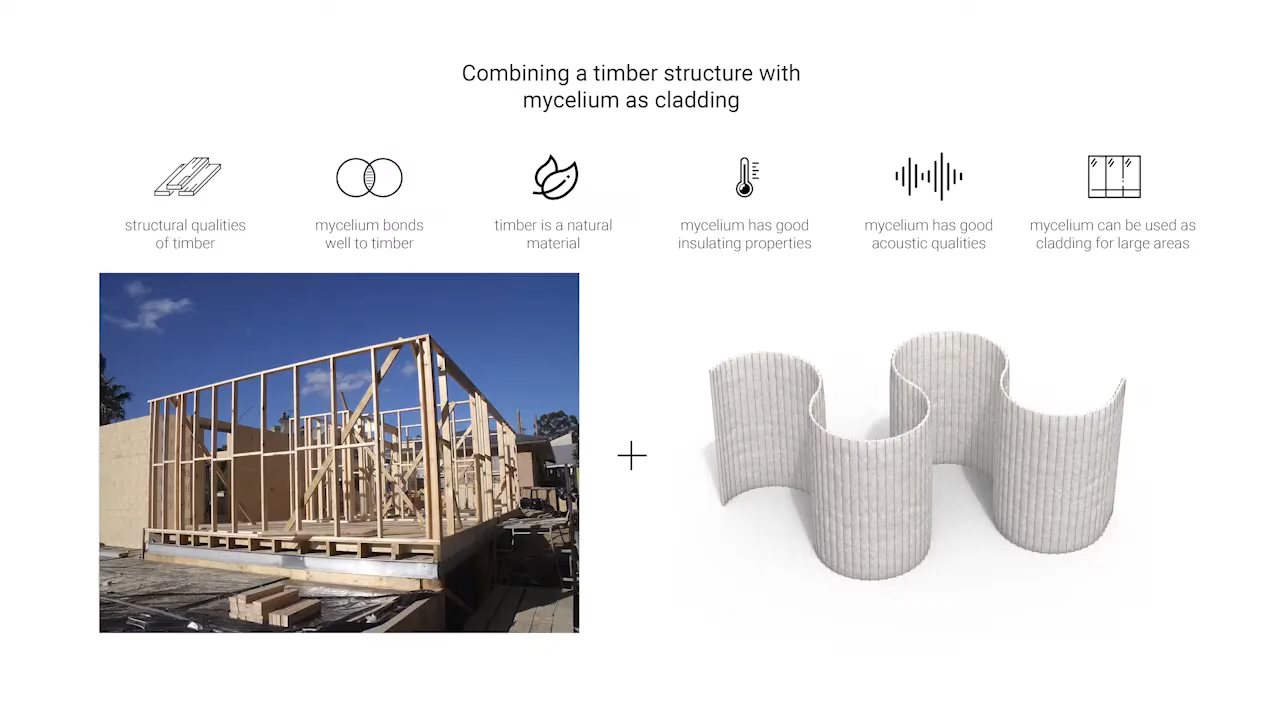 Combining a timber structure with
mycelium as cladding
structural qualities
of timber
mycelium bonds
well to timber
timber is a natural
material
mycelium has good
insulating properties
mycelium has good
acoustic qualities
mycelium can be used as
cladding for large areas